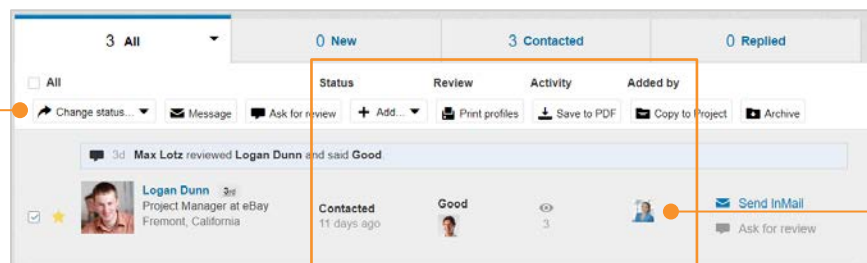 3 All
0 New
3 Contacted
0 Replied
All
Status
Review
Activity
Added by
Change status...
Message
Ask for review
Add...
Print profiles
Save to PDF
Copy to Project
Archive
3d Max Lotz reviewed Logan Dunn and said Good.
Logan Dunn 3rd
Project Manager at eBay
Fremont, California
Contacted
11 days ago
Good
3
Send InMail
Ask for review